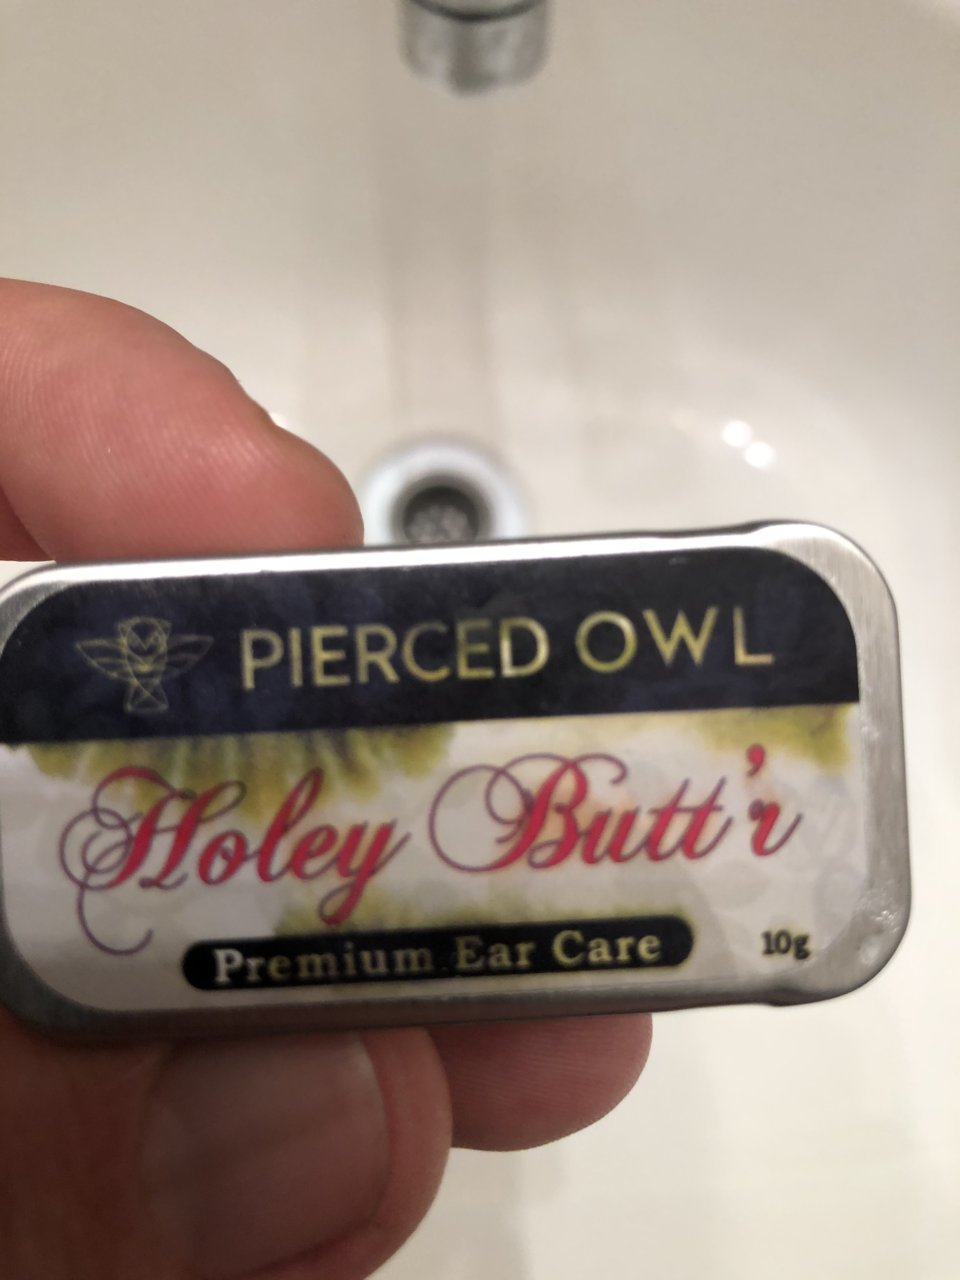 PIERCED OWL
Holey Butt'r
Premium Ear Care
10g